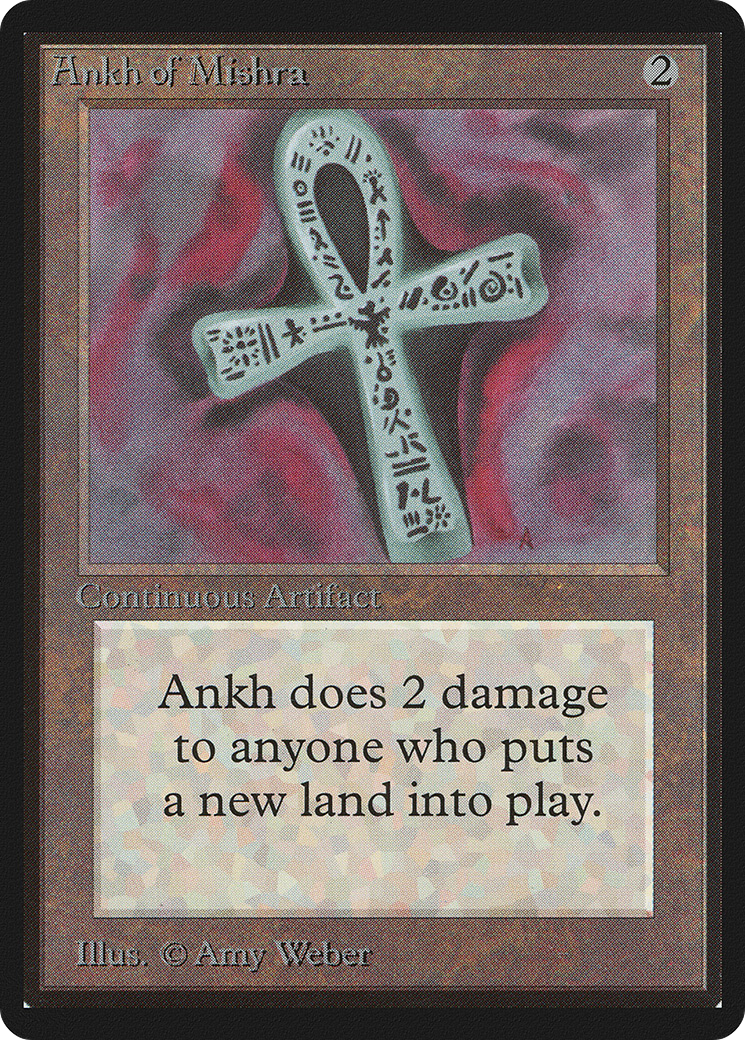 Ankh of Mishra 2
Continuous Artifact
Ankh does 2 damage
to anyone who puts
a new land into play.
Illus. © Amy Weber